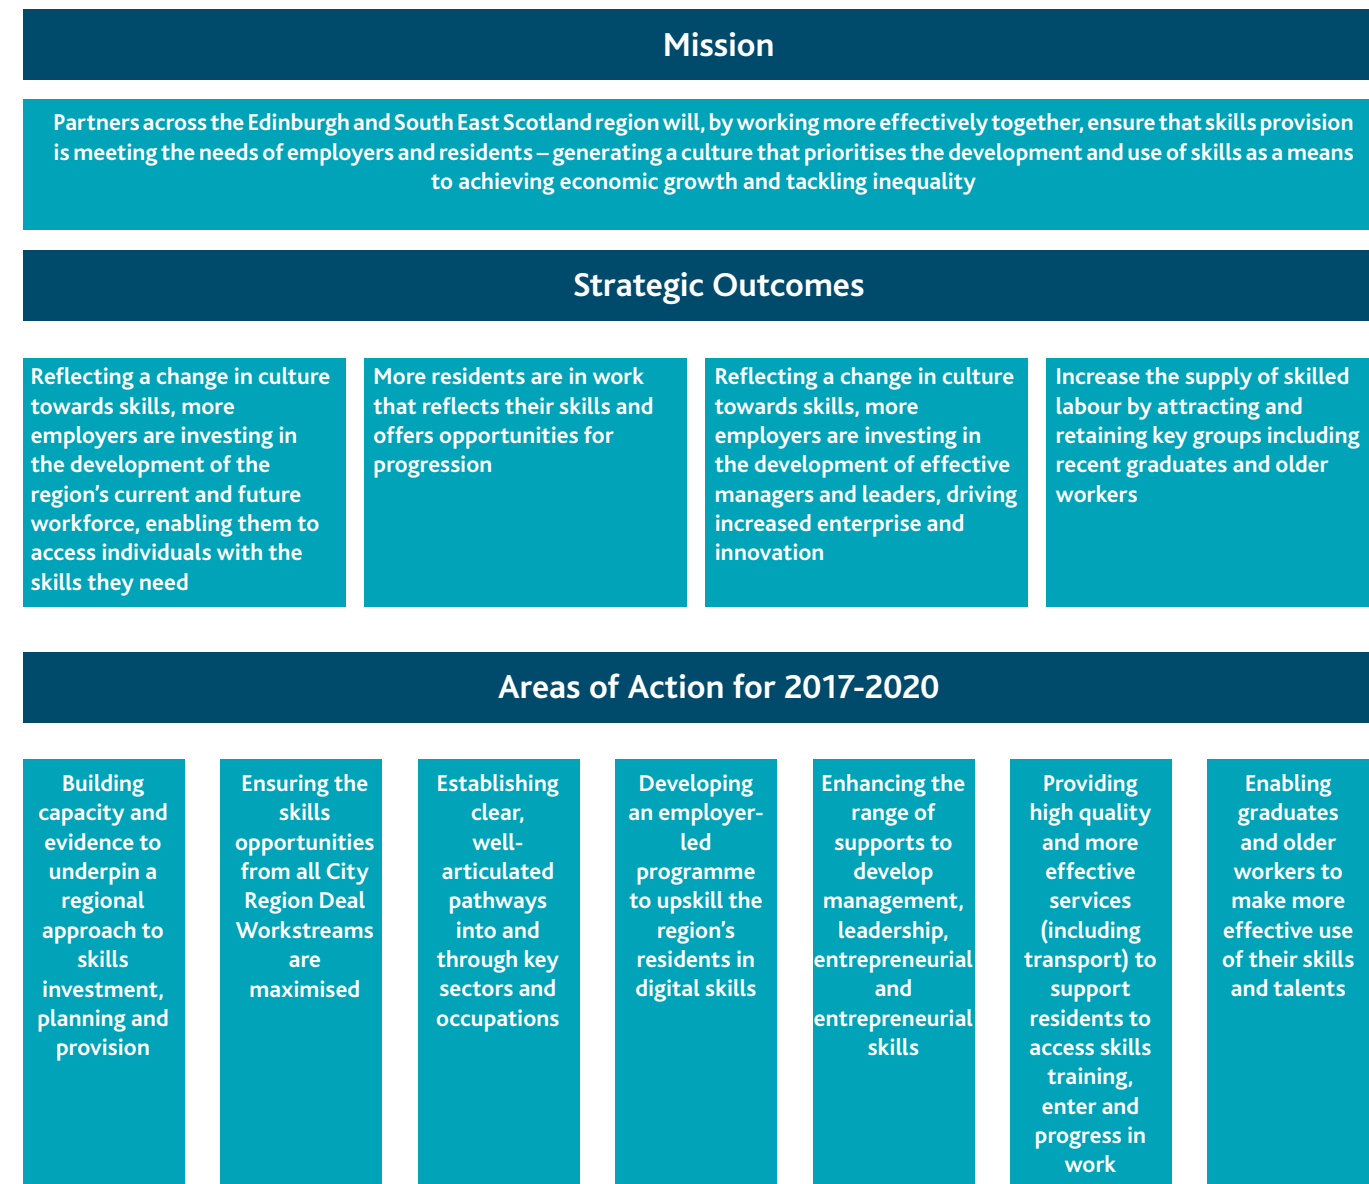 Mission
Partners across the Edinburgh and South East Scotland region will, by working more effectively together, ensure that skills provision
is meeting the needs of employers and residents – generating a culture that prioritises the development and use of skills as a means
to achieving economic growth and tackling inequality
Strategic Outcomes
Reflecting a change in culture
towards skills, more
employers are investing in
the development of the
region's current and future
workforce, enabling them to
access individuals with the
skills they need
More residents are in work
that reflects their skills and
offers opportunities for
progression
Reflecting a change in culture
towards skills, more
employers are investing in
the development of effective
managers and leaders, driving
increased enterprise and
innovation
Increase the supply of skilled
labour by attracting and
retaining key groups including
recent graduates and older
workers
Areas of Action for 2017-2020
Building
capacity and
evidence to
underpin a
regional
approach to
skills
investment,
planning and
provision
Ensuring the
skills
opportunities
from all City
Region Deal
Workstreams
are
maximised
Establishing
clear,
well-
articulated
pathways
into and
through key
sectors and
occupations
Developing
an employer-
led
programme
to upskill the
region's
residents in
digital skills
Enhancing the
range of
supports to
develop
management,
leadership,
entrepreneurial
and
entrepreneurial
skills
Providing
high quality
and more
effective
services
(including
transport) to
support
residents to
access skills
training,
enter and
progress in
work
Enabling
graduates
and older
workers to
make more
effective use
of their skills
and talents